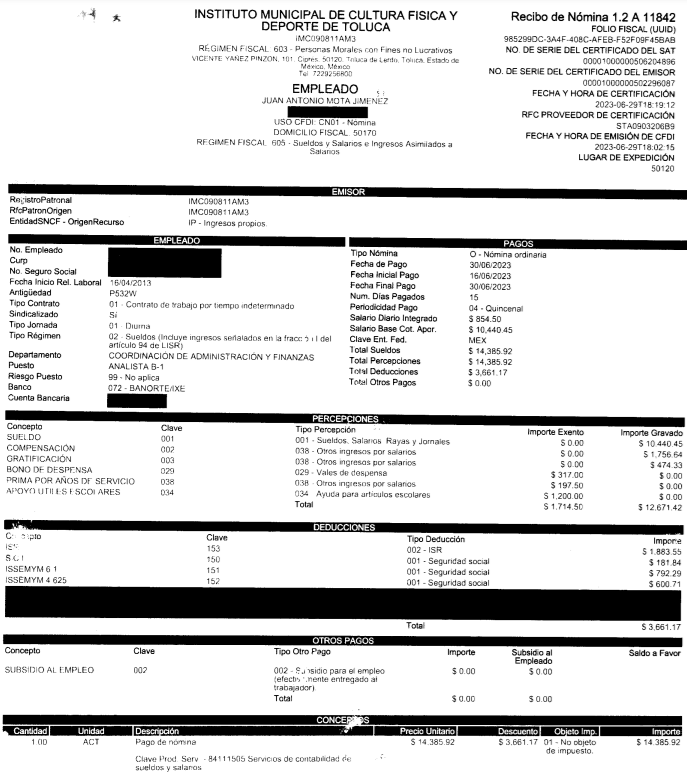 INSTITUTO MUNICIPAL DE CULTURA FISICA Y
DEPORTE DE TOLUCA
IMC090811AM3
RÉGIMEN FISCAL: 603 - Personas Morales con Fines no Lucrativos
VICENTE YAÑEZ PINZON, 101, Cipres, 50120, Toluca de Lerdo, Toluca, Estado de
México, México
Tel. 7229256800
EMPLEADO
JUAN ANTONIO MOTA JIMENEZ
USO CFDI: CN01 - Nomina
DOMICILIO FISCAL: 50170
REGIMEN FISCAL: 605 - Sueldos y Salarios e Ingresos Asimilados a
Salarios
Recibo de Nómina 1.2 A 11842
FOLIO FISCAL (UUID)
985299DC-3A4F-408C-AFEB-F52F09F45BAB
NO. DE SERIE DEL CERTIFICADO DEL SAT
00001000000506204896
NO. DE SERIE DEL CERTIFICADO DEL EMISOR
00001000000502296087
FECHA Y HORA DE CERTIFICACIÓN
2023-06-29T18:19:12
RFC PROVEEDOR DE CERTIFICACIÓN
STA0903206B9
FECHA Y HORA DE EMISIÓN DE CFDI
2023-06-29T18:02:15
LUGAR DE EXPEDICIÓN
50120
EMISOR
RegistroPatronal IMC090811AM3
RfcPatronOrigen IMC090811AM3
EntidadSNCF - OrigenRecurso IP - Ingresos propios.
EMPLEADO
No. Empleado
Curp
No. Seguro Social
Fecha Inicio Rel. Laboral 16/04/2013
Antigüedad P532W
Tipo Contrato 01 - Contrato de trabajo por tiempo indeterminado
Sindicalizado Sí
Tipo Jornada 01 - Diurna
Tipo Régimen 02 - Sueldos (Incluye ingresos señalados en la fracción I del
artículo 94 de LISR)
Departamento COORDINACIÓN DE ADMINISTRACIÓN Y FINANZAS
Puesto ANALISTA B-1
Riesgo Puesto 99 - No aplica
Banco 072 - BANORTE/IXE
Cuenta Bancaria
PAGOS
Tipo Nómina O - Nómina ordinaria
Fecha de Pago 30/06/2023
Fecha Inicial Pago 16/06/2023
Fecha Final Pago 30/06/2023
Num. Días Pagados 15
Periodicidad Pago 04 - Quincenal
Salario Diario Integrado $ 854.50
Salario Base Cot. Apor. $ 10,440.45
Clave Ent. Fed. MEX
Total Sueldos $ 14,385.92
Total Percepciones $ 14,385.92
Total Deducciones $ 3,661.17
Total Otros Pagos $ 0.00
PERCEPCIONES
Concepto Clave Tipo Percepción Importe Exento Importe Gravado
SUELDO 001 001 - Sueldos, Salarios Rayas y Jornales $ 0.00 $ 10,440.45
COMPENSACIÓN 002 038 - Otros ingresos por salarios $ 0.00 $ 1,756.64
GRATIFICACIÓN 003 038 - Otros ingresos por salarios $ 0.00 $ 474.33
BONO DE DESPENSA 029 029 - Vales de despensa $ 317.00 $ 0.00
PRIMA POR AÑOS DE SERVICIO 038 038 - Otros ingresos por salarios $ 197.50 $ 0.00
APOYO UTILES ESCOLARES 034 034 Ayuda para artículos escolares $ 1,200.00 $ 0.00
Total $ 1,714.50 $ 12,671.42
DEDUCCIONES
Clave Tipo Deducción Importe
153 002 - ISR $ 1,883.55
150 001 - Seguridad social $ 181.84
ISSEMYM 6 1 151 001 - Seguridad social $ 792.29
ISSEMYM 4 625 152 001 - Seguridad social $ 600.71
Total $ 3,661.17
OTROS PAGOS
Concepto Clave Tipo Otro Pago Importe Subsidio al Empleado Saldo a Favor
SUBSIDIO AL EMPLEO 002 002 - Subsidio para el empleo $ 0.00 $ 0.00
(efectivamente entregado al
trabajador)
Total $ 0.00 $ 0.00
CONCEPTOS
Cantidad Unidad Descripción Precio Unitario Descuento Objeto Imp. Importe
1.00 ACT Pago de nómina $ 14,385.92 $ 3,661.17 01 - No objeto $ 14,385.92
de impuesto.
Clave Prod. Serv. - 84111505 Servicios de contabilidad de
sueldos y salarios